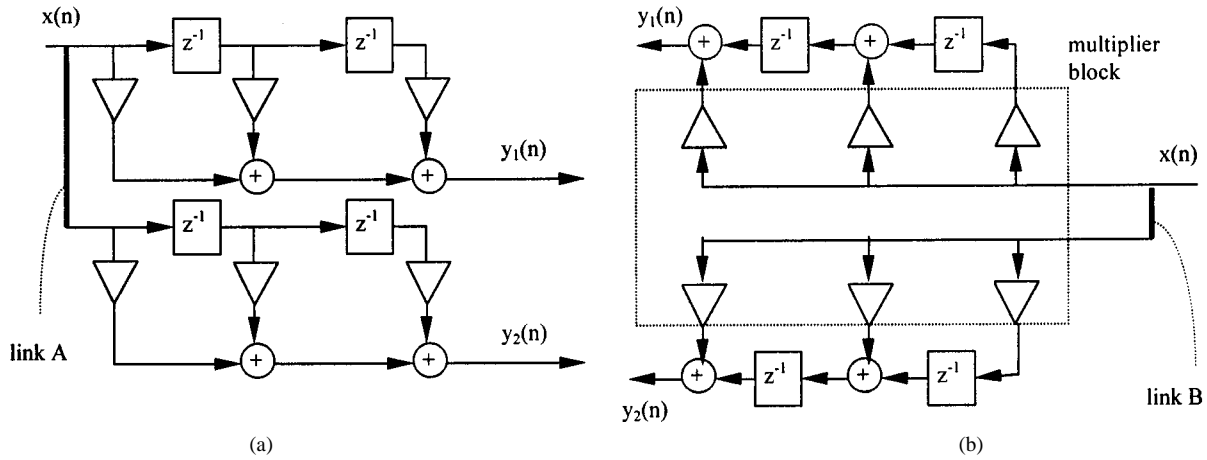 x(n)
z⁻¹
z⁻¹
+
+
y₁(n)
z⁻¹
z⁻¹
+
+
y₂(n)
link A
(a)
y₁(n)
+
z⁻¹
+
z⁻¹
multiplier
block
x(n)
+
z⁻¹
+
z⁻¹
y₂(n)
link B
(b)